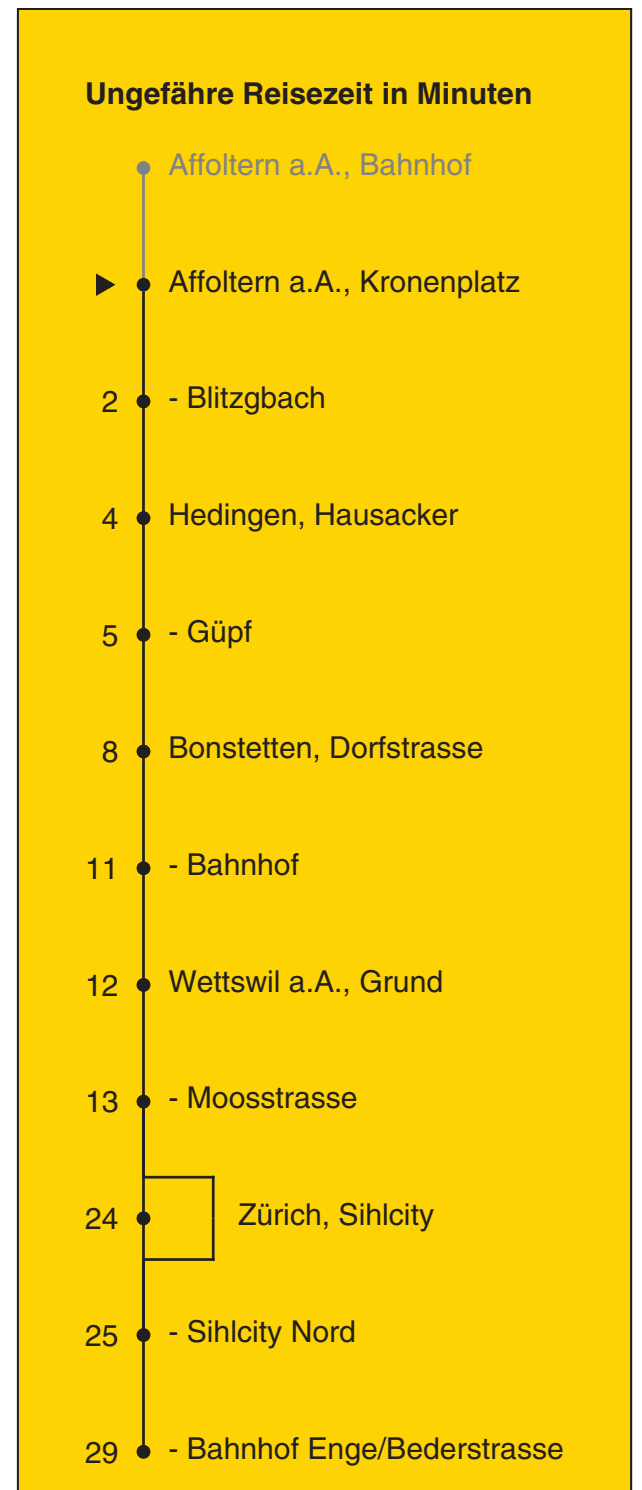 Ungefähre Reisezeit in Minuten
Affoltern a.A., Bahnhof
Affoltern a.A., Kronenplatz
2 - Blitzgbach
4 Hedingen, Hausacker
5 - Güpf
8 Bonstetten, Dorfstrasse
11 - Bahnhof
12 Wettswil a.A., Grund
13 - Moosstrasse
24 Zürich, Sihlcity
25 - Sihlcity Nord
29 - Bahnhof Enge/Bederstrasse